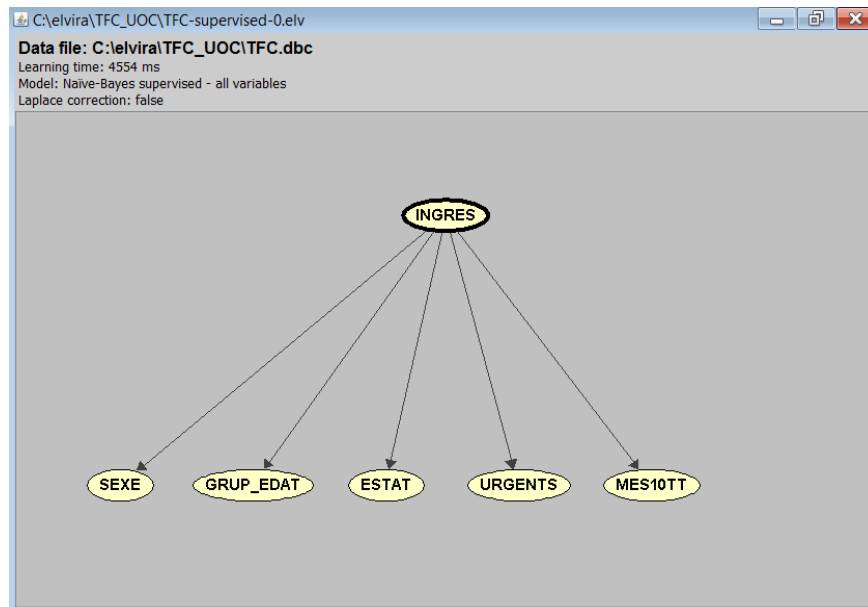 C:\elvira\TFC_UOC\TFC-supervised-0.elv
Data file: C:\elvira\TFC_UOC\TFC.dbc
Learning time: 4554 ms
Model: Naïve-Bayes supervised - all variables
Laplace correction: false
INGRES
SEXE GRUP_EDAT ESTAT URGENTS MES10TT